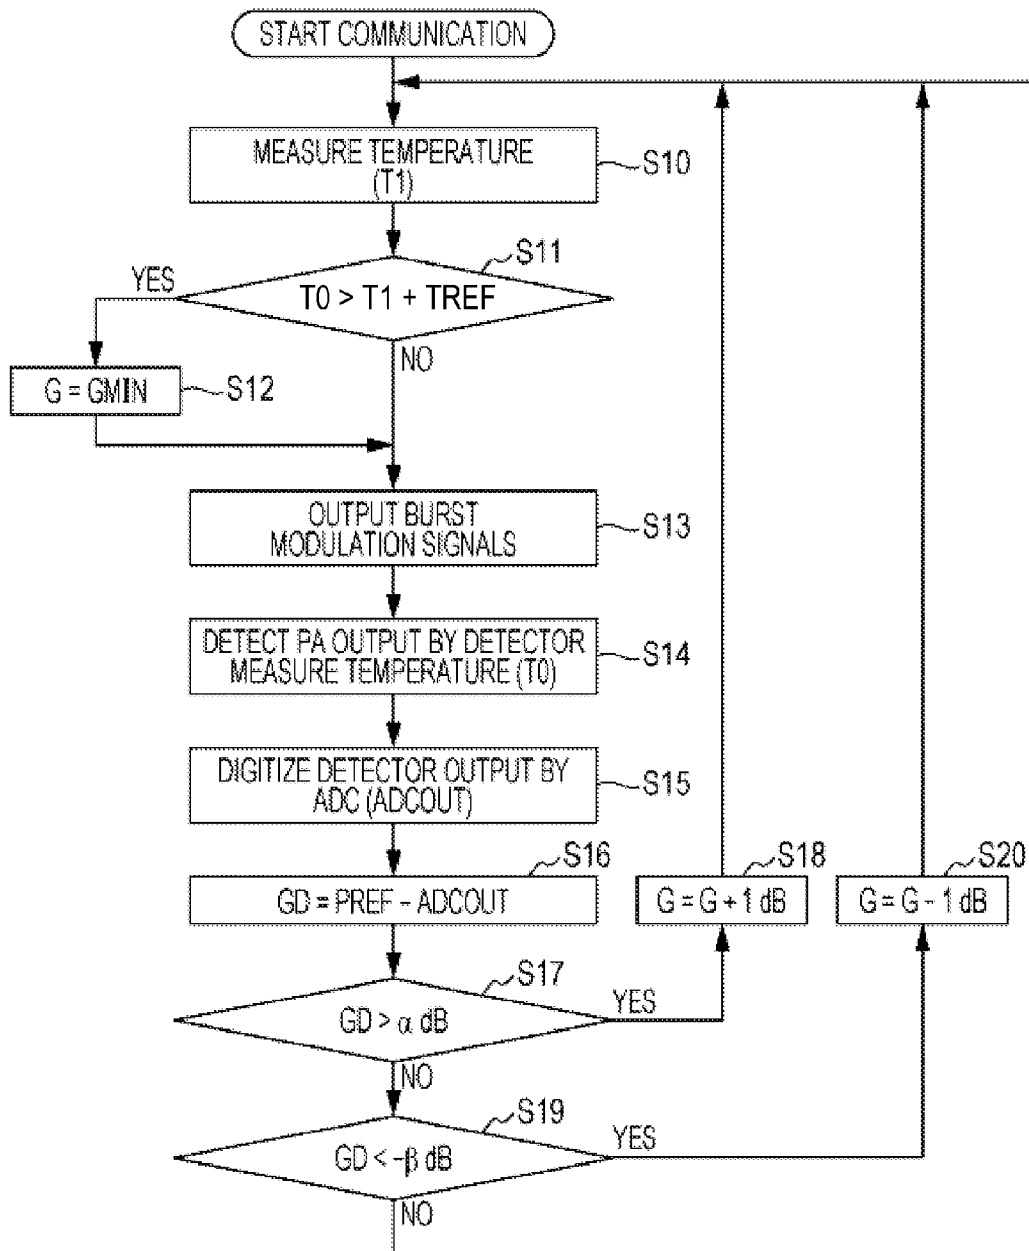 START COMMUNICATION
MEASURE TEMPERATURE
(T1)
S10
S11
YES
T0 > T1 + TREF
NO
G = GMIN
S12
OUTPUT BURST
MODULATION SIGNALS
S13
DETECT PA OUTPUT BY DETECTOR
MEASURE TEMPERATURE (T0)
S14
DIGITIZE DETECTOR OUTPUT BY
ADC (ADCOUT)
S15
S16
GD = PREF - ADCOUT
S18
G = G + 1 dB
S20
G = G - 1 dB
S17
GD > α dB
YES
NO
S19
GD < -β dB
YES
NO